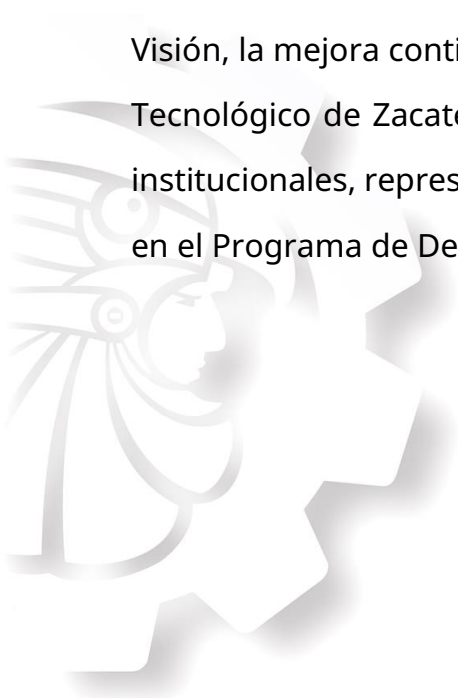 Visión, la mejora conti
Tecnológico de Zacate
institucionales, repres
en el Programa de De